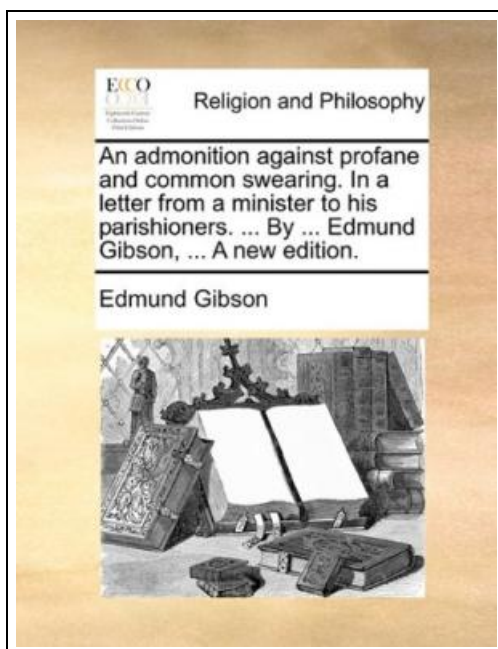 ECCO
Religion and Philosophy
An admonition against profane
and common swearing. In a
letter from a minister to his
parishioners. ... By ... Edmund
Gibson, ... A new edition.
Edmund Gibson